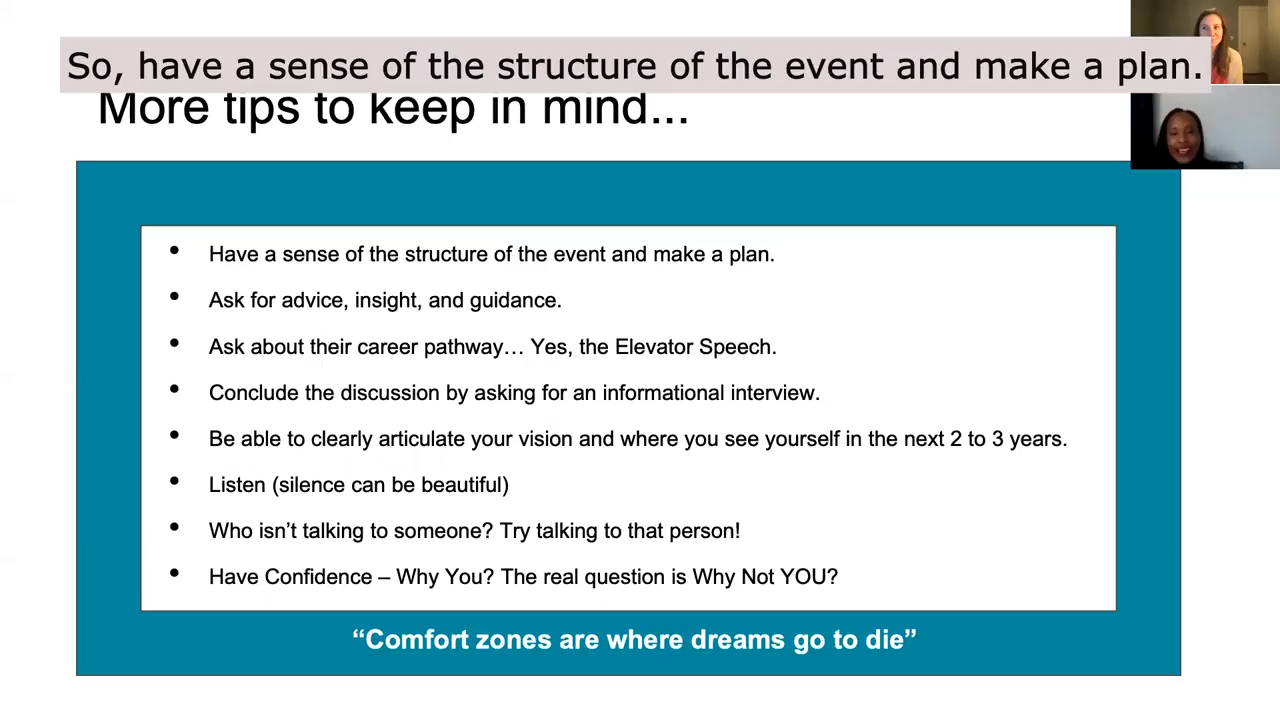 So, have a sense of the structure of the event and make a plan.
More tips to keep in mind...
• Have a sense of the structure of the event and make a plan.
• Ask for advice, insight, and guidance.
• Ask about their career pathway… Yes, the Elevator Speech.
• Conclude the discussion by asking for an informational interview.
• Be able to clearly articulate your vision and where you see yourself in the next 2 to 3 years.
• Listen (silence can be beautiful)
• Who isn’t talking to someone? Try talking to that person!
• Have Confidence – Why You? The real question is Why Not YOU?
“Comfort zones are where dreams go to die”